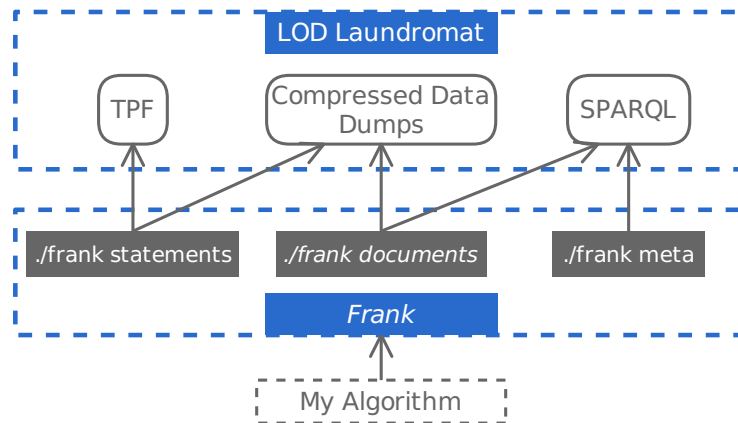 LOD Laundromat
TPF
Compressed Data
Dumps
SPARQL
./frank statements
./frank documents
./frank meta
Frank
My Algorithm